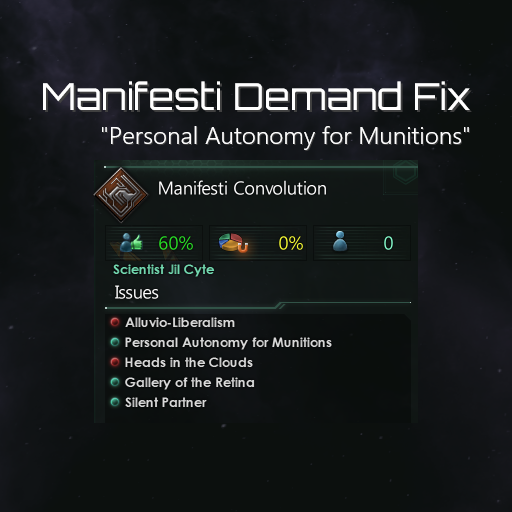 Manifesti Demand Fix
"Personal Autonomy for Munitions"
Manifesti Convolution
60% 0% 0
Scientist Jil Cyte
Issues
Alluvio-Liberalism
Personal Autonomy for Munitions
Heads in the Clouds
Gallery of the Retina
Silent Partner